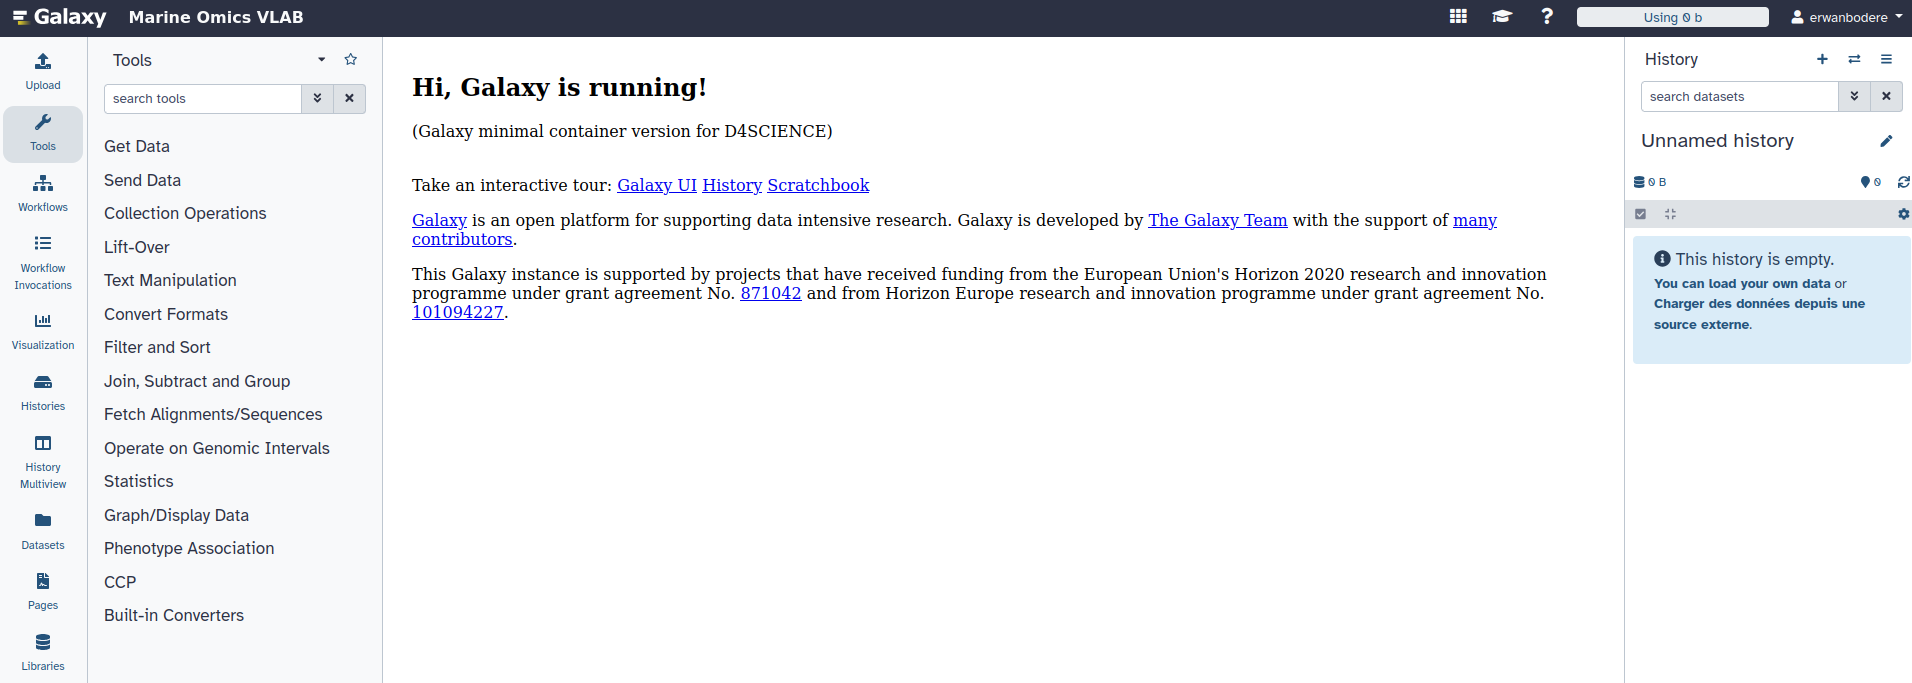 Galaxy Marine Omics VLAB
Using 0 b
erwanbodere
Upload
Tools
Workflows
Workflow
Invocations
Visualization
Histories
History
Multiview
Datasets
Pages
Libraries
Tools
search tools
Get Data
Send Data
Collection Operations
Lift-Over
Text Manipulation
Convert Formats
Filter and Sort
Join, Subtract and Group
Fetch Alignments/Sequences
Operate on Genomic Intervals
Statistics
Graph/Display Data
Phenotype Association
CCP
Built-in Converters
Hi, Galaxy is running!
(Galaxy minimal container version for D4SCIENCE)
Take an interactive tour: Galaxy UI History Scratchbook
Galaxy is an open platform for supporting data intensive research. Galaxy is developed by The Galaxy Team with the support of many
contributors.
This Galaxy instance is supported by projects that have received funding from the European Union's Horizon 2020 research and innovation
programme under grant agreement No. 871042 and from Horizon Europe research and innovation programme under grant agreement No.
101094227.
History
search datasets
Unnamed history
0 B
0
This history is empty.
You can load your own data or
Charger des données depuis une
source externe.